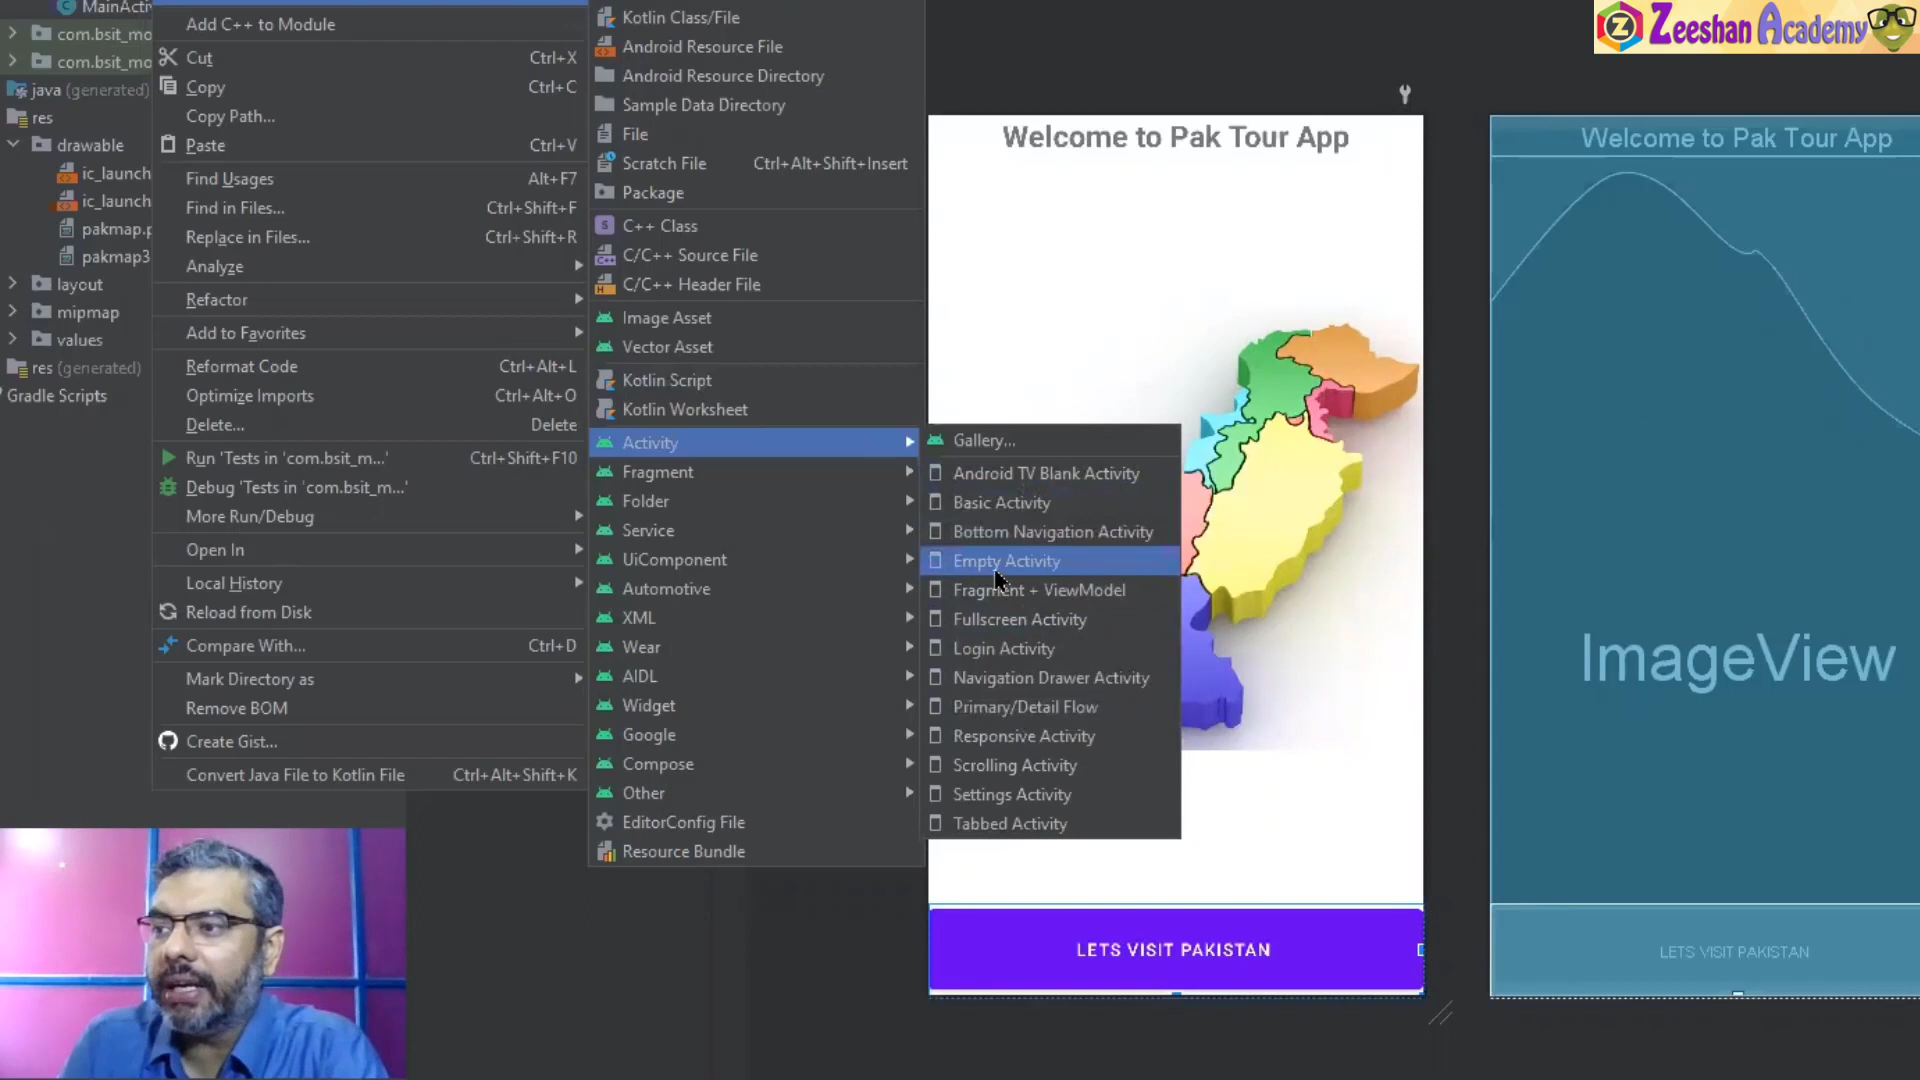 MainActiv
com.bsit_mo
com.bsit_mo
java (generated)
res
drawable
ic_launch
ic_launch
pakmap.p
pakmap3
layout
mipmap
values
res (generated)
Gradle Scripts
Add C++ to Module
Cut Ctrl+X
Copy Ctrl+C
Copy Path...
Paste Ctrl+V
Find Usages Alt+F7
Find in Files... Ctrl+Shift+F
Replace in Files... Ctrl+Shift+R
Analyze
Refactor
Add to Favorites
Reformat Code Ctrl+Alt+L
Optimize Imports Ctrl+Alt+O
Delete... Delete
Run 'Tests in 'com.bsit_m...' Ctrl+Shift+F10
Debug 'Tests in 'com.bsit_m...'
More Run/Debug
Open In
Local History
Reload from Disk
Compare With... Ctrl+D
Mark Directory as
Remove BOM
Create Gist...
Convert Java File to Kotlin File Ctrl+Alt+Shift+K
Kotlin Class/File
Android Resource File
Android Resource Directory
Sample Data Directory
File
Scratch File Ctrl+Alt+Shift+Insert
Package
C++ Class
C/C++ Source File
C/C++ Header File
Image Asset
Vector Asset
Kotlin Script
Kotlin Worksheet
Activity
Fragment
Folder
Service
UiComponent
Automotive
XML
Wear
AIDL
Widget
Google
Compose
Other
EditorConfig File
Resource Bundle
Gallery...
Android TV Blank Activity
Basic Activity
Bottom Navigation Activity
Empty Activity
Fragment + ViewModel
Fullscreen Activity
Login Activity
Navigation Drawer Activity
Primary/Detail Flow
Responsive Activity
Scrolling Activity
Settings Activity
Tabbed Activity
Welcome to Pak Tour App
LETS VISIT PAKISTAN
Welcome to Pak Tour App
ImageView
LETS VISIT PAKISTAN
Z Zeeshan Academy